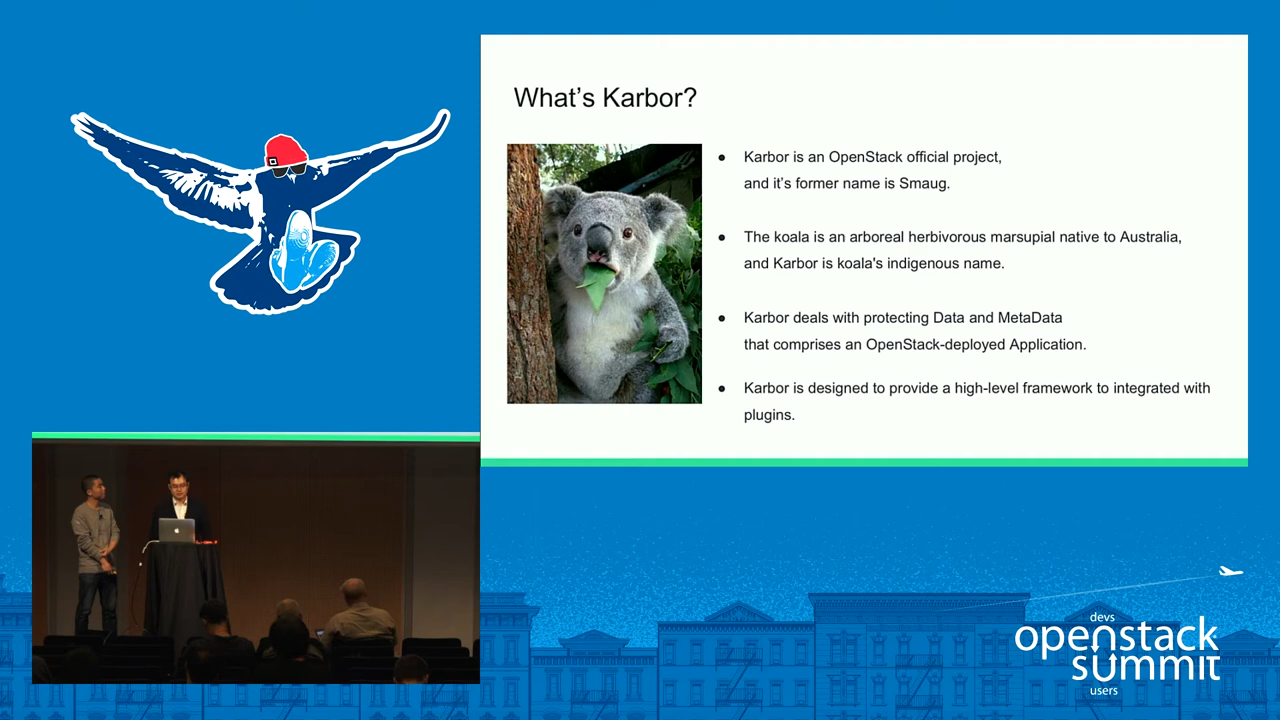 What's Karbor?
● Karbor is an OpenStack official project,
and it's former name is Smaug.
● The koala is an arboreal herbivorous marsupial native to Australia,
and Karbor is koala's indigenous name.
● Karbor deals with protecting Data and MetaData
that comprises an OpenStack-deployed Application.
● Karbor is designed to provide a high-level framework to integrated with
plugins.
devs
openstack
summit
users